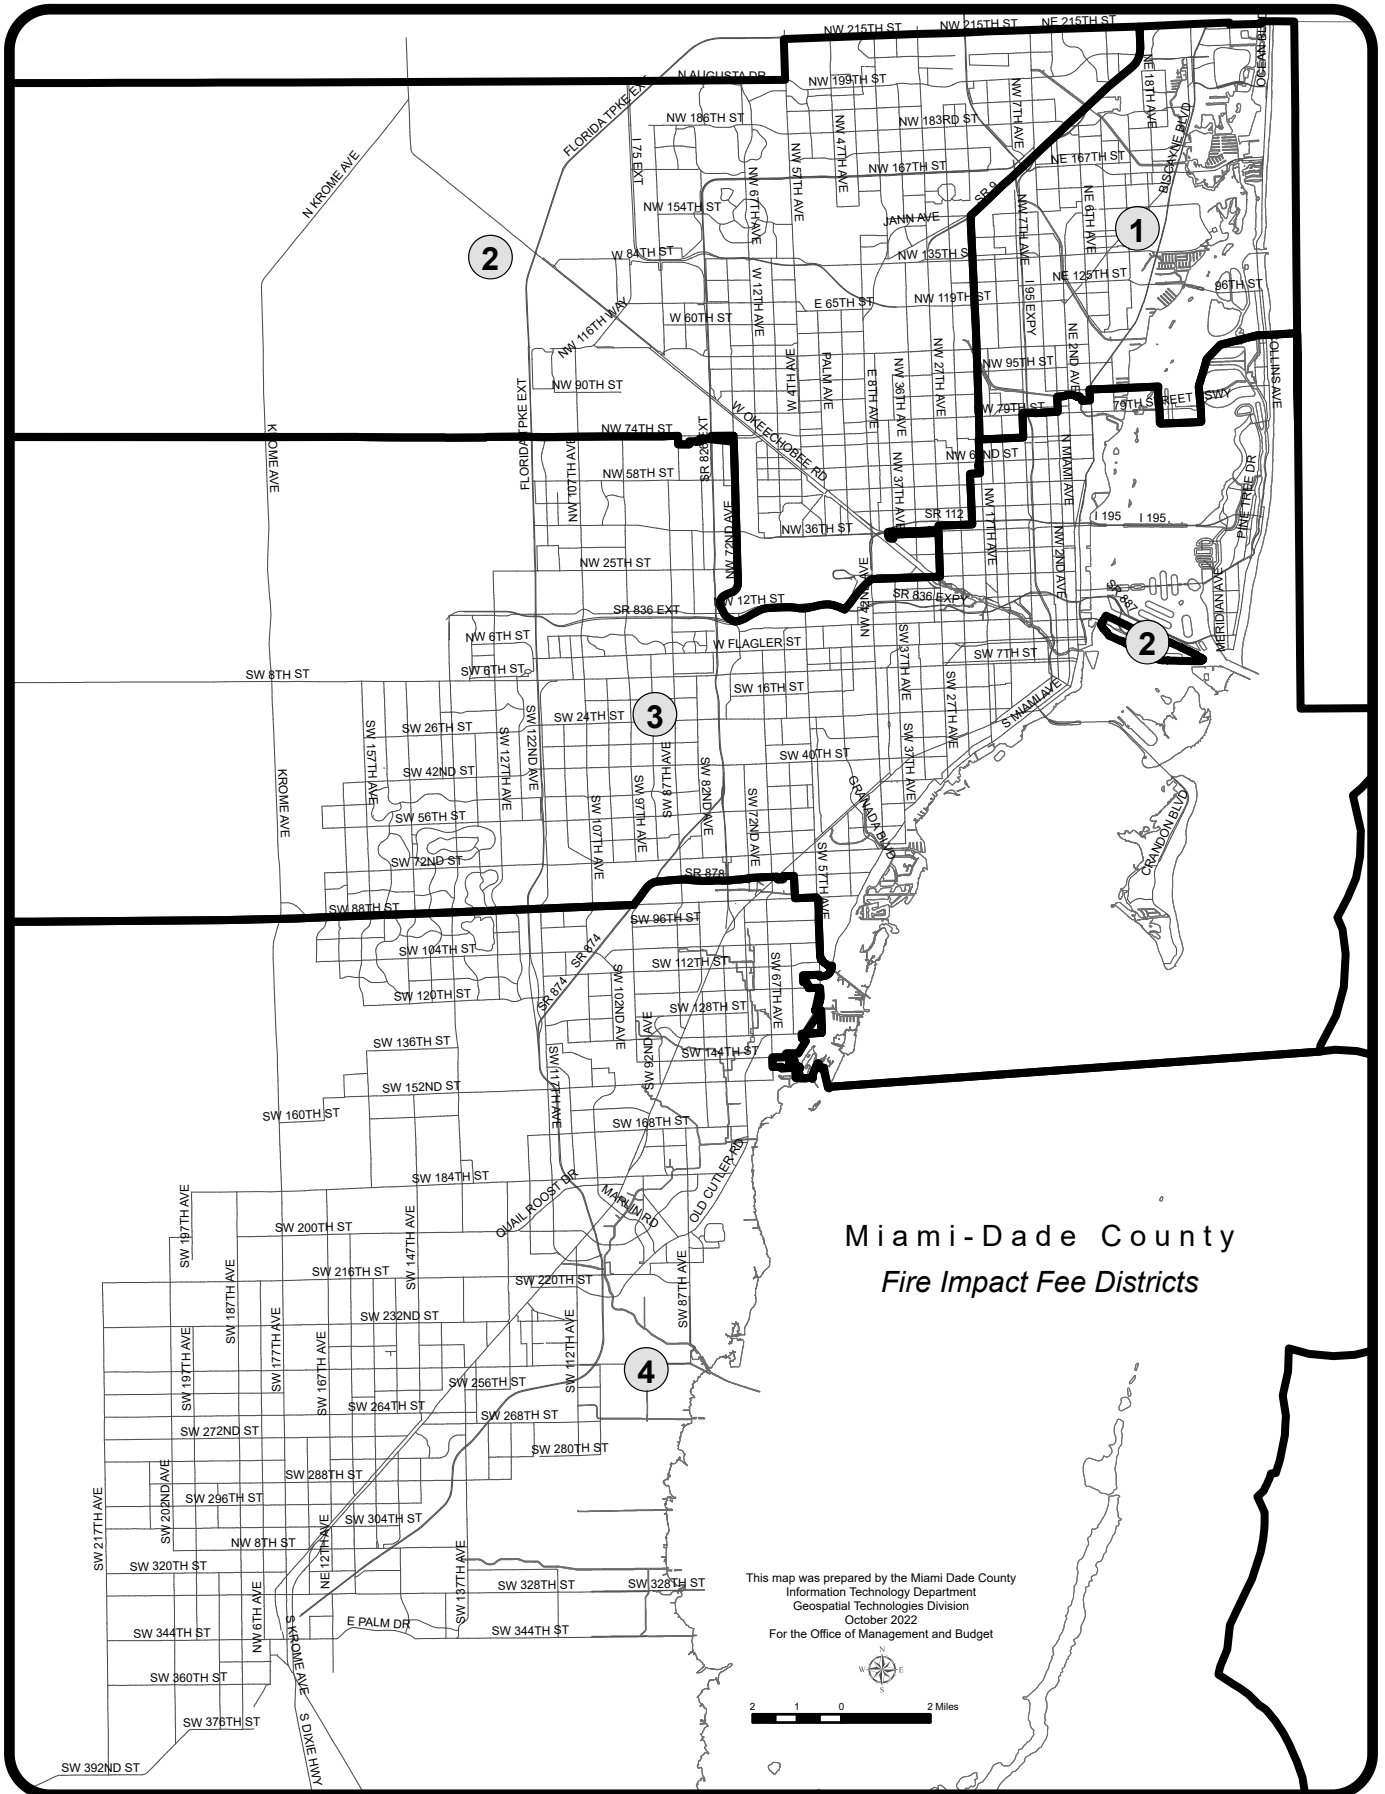 NW 215TH ST
NW 215TH ST
NE 215TH ST
N AUGUSTA DR
NW 199TH ST
FLORIDA TPKE EXT
I 75 EXT
NW 186TH ST
NW 183RD ST
NW 7TH AVE
NE 18TH AVE
OCEAN BLVD
N KROME AVE
NW 57TH AVE
NW 47TH AVE
NW 167TH ST
NE 167TH ST
BISCAYNE BLVD
NW 67TH AVE
SR 9
NW 154TH ST
JANN AVE
NW 7TH AVE
NE 6TH AVE
1
2
W 84TH ST
NW 135TH ST
W 12TH AVE
NE 125TH ST
96TH ST
NW 116TH WAY
W 60TH ST
E 65TH ST
NW 119TH ST
I 95 EXPY
NE 2ND AVE
NW 90TH ST
W 4TH AVE
PALM AVE
E 8TH AVE
NW 36TH AVE
NW 27TH AVE
NW 95TH ST
COLLINS AVE
FLORIDA TPKE EXT
W OKEECHOBEE RD
NW 79TH ST
79TH STREET CSWY
KROME AVE
NW 74TH ST
SR 826 EXT
NW 107TH AVE
NW 58TH ST
NW 62ND ST
N MIAMI AVE
NW 37TH AVE
PINE TREE DR
NW 72ND AVE
NW 36TH ST
SR 112
NW 17TH AVE
I 195
I 195
NW 25TH ST
NW 2ND AVE
NW 42ND AVE
NW 12TH ST
SR 836 EXPY
SR 836 EXT
SR 887
MERIDIAN AVE
NW 6TH ST
W FLAGLER ST
2
SW 8TH ST
SW 6TH ST
SW 37TH AVE
SW 7TH ST
SW 16TH ST
SW 27TH AVE
S MIAMI AVE
3
SW 24TH ST
SW 26TH ST
SW 157TH AVE
SW 127TH AVE
SW 122ND AVE
SW 87TH AVE
SW 40TH ST
SW 37TH AVE
KROME AVE
SW 42ND ST
SW 97TH AVE
SW 82ND AVE
SW 72ND AVE
GRANADA BLVD
CRANDON BLVD
SW 56TH ST
SW 107TH AVE
SW 72ND ST
SR 878
SW 57TH AVE
SW 88TH ST
SW 96TH ST
SW 104TH ST
SR 874
SW 112TH ST
SW 67TH AVE
SR 874
SW 102ND AVE
SW 120TH ST
SW 128TH ST
SW 92ND AVE
SW 136TH ST
SW 144TH ST
SW 117TH AVE
SW 152ND ST
SW 160TH ST
SW 168TH ST
SW 184TH ST
QUAIL ROOST DR
MARLIN RD
OLD CUTLER RD
SW 197TH AVE
SW 200TH ST
SW 147TH AVE
Miami-Dade County
Fire Impact Fee Districts
SW 187TH AVE
SW 216TH ST
SW 220TH ST
SW 87TH AVE
SW 232ND ST
SW 177TH AVE
SW 167TH AVE
SW 112TH AVE
SW 197TH AVE
4
SW 256TH ST
SW 264TH ST
SW 268TH ST
SW 272ND ST
SW 280TH ST
SW 288TH ST
SW 202ND AVE
SW 296TH ST
SW 217TH AVE
SW 304TH ST
NE 12TH AVE
NW 8TH ST
SW 320TH ST
SW 137TH AVE
SW 328TH ST
SW 328TH ST
This map was prepared by the Miami Dade County
Information Technology Department
Geospatial Technologies Division
October 2022
For the Office of Management and Budget
NW 6TH AVE
S KROME AVE
E PALM DR
SW 344TH ST
SW 344TH ST
SW 360TH ST
N
W
E
S
SW 376TH ST
S DIXIE HWY
2 1 0 2 Miles
SW 392ND ST